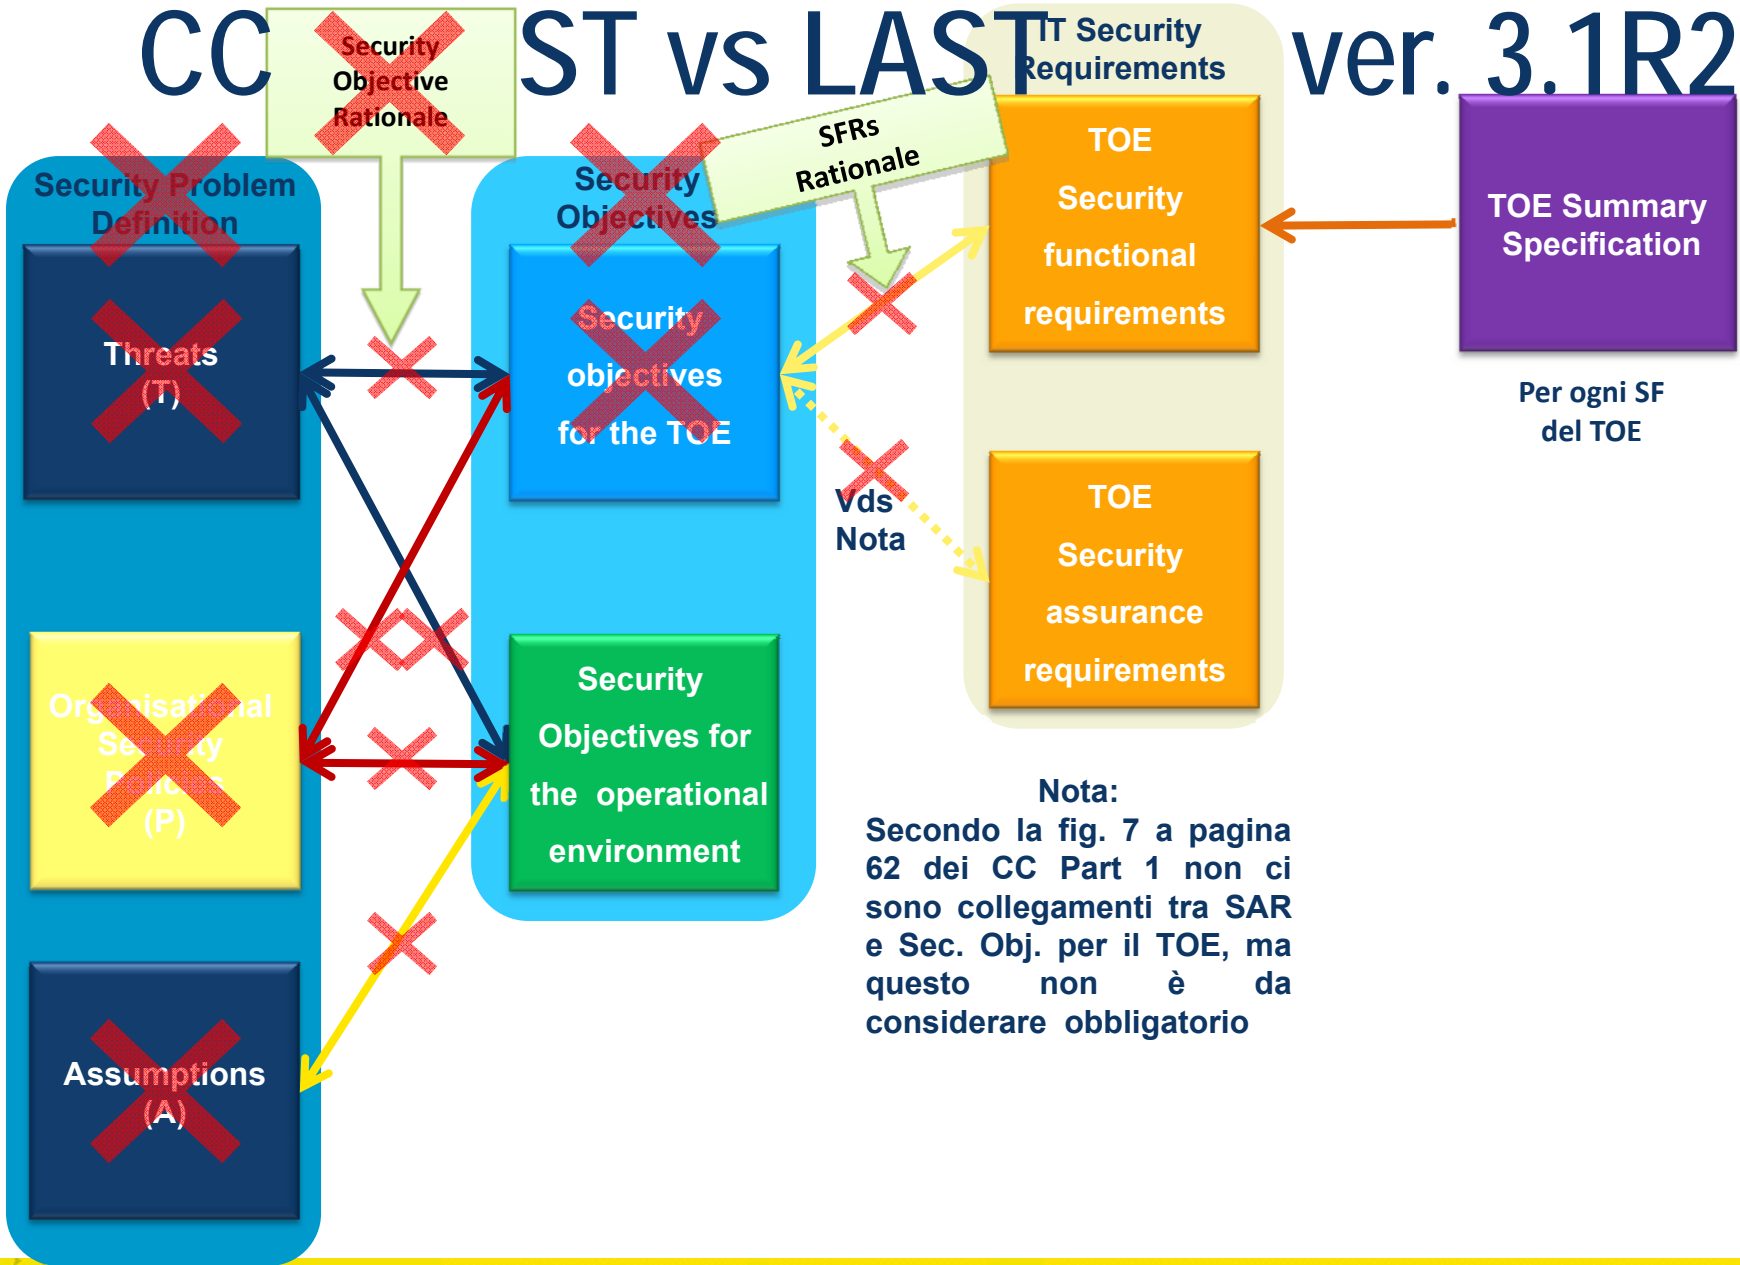 CC ST vs LAST ver. 3.1R2
Security
Objective
Rationale
IT Security
Requirements
SFRs
Rationale
Security Problem
Definition
Security
Objectives
TOE
Security
functional
requirements
TOE Summary
Specification
Threats
(T)
Security
objectives
for the TOE
Per ogni SF
del TOE
Vds
Nota
TOE
Security
assurance
requirements
Organisational
Security
Policies
(P)
Security
Objectives for
the operational
environment
Nota:
Secondo la fig. 7 a pagina
62 dei CC Part 1 non ci
sono collegamenti tra SAR
e Sec. Obj. per il TOE, ma
questo non è da
considerare obbligatorio
Assumptions
(A)